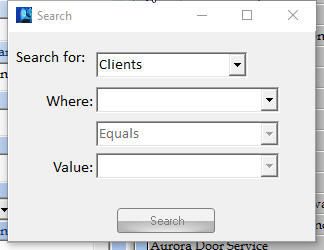 Search
Search for: Clients
Where:
Equals
Value:
Search
Aurora Door Service